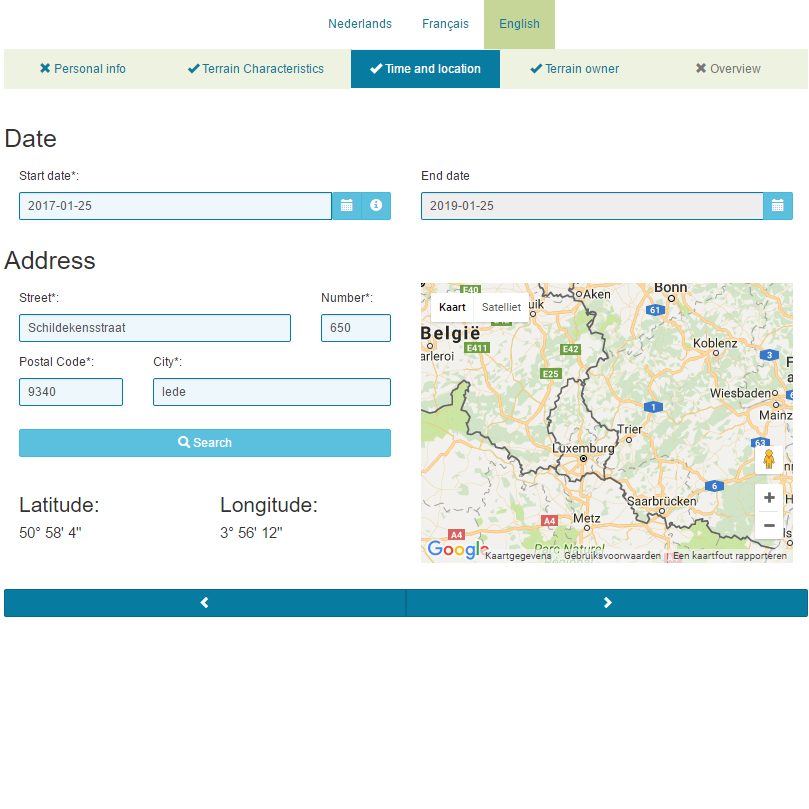 Nederlands Français English
Personal info Terrain Characteristics Time and location Terrain owner Overview
Date
Start date*: End date
2017-01-25 2019-01-25
Address
Street*: Number*:
Schildekensstraat 650
Postal Code*: City*:
9340 lede
Search
Latitude: Longitude:
50° 58' 4" 3° 56' 12"
Kaart Satelliet
E40
Aken
Bonn
uik
61
België
E411
E42
arleroi
Koblenz
3
E25
Wiesbaden
1
Mainz
Trier
63
Luxemburg
6
Saarbrücken
A4
Metz
A4
Parc Naturel
Google
Kaartgegevens Gebruiksvoorwaarden Een kaartfout rapporteren